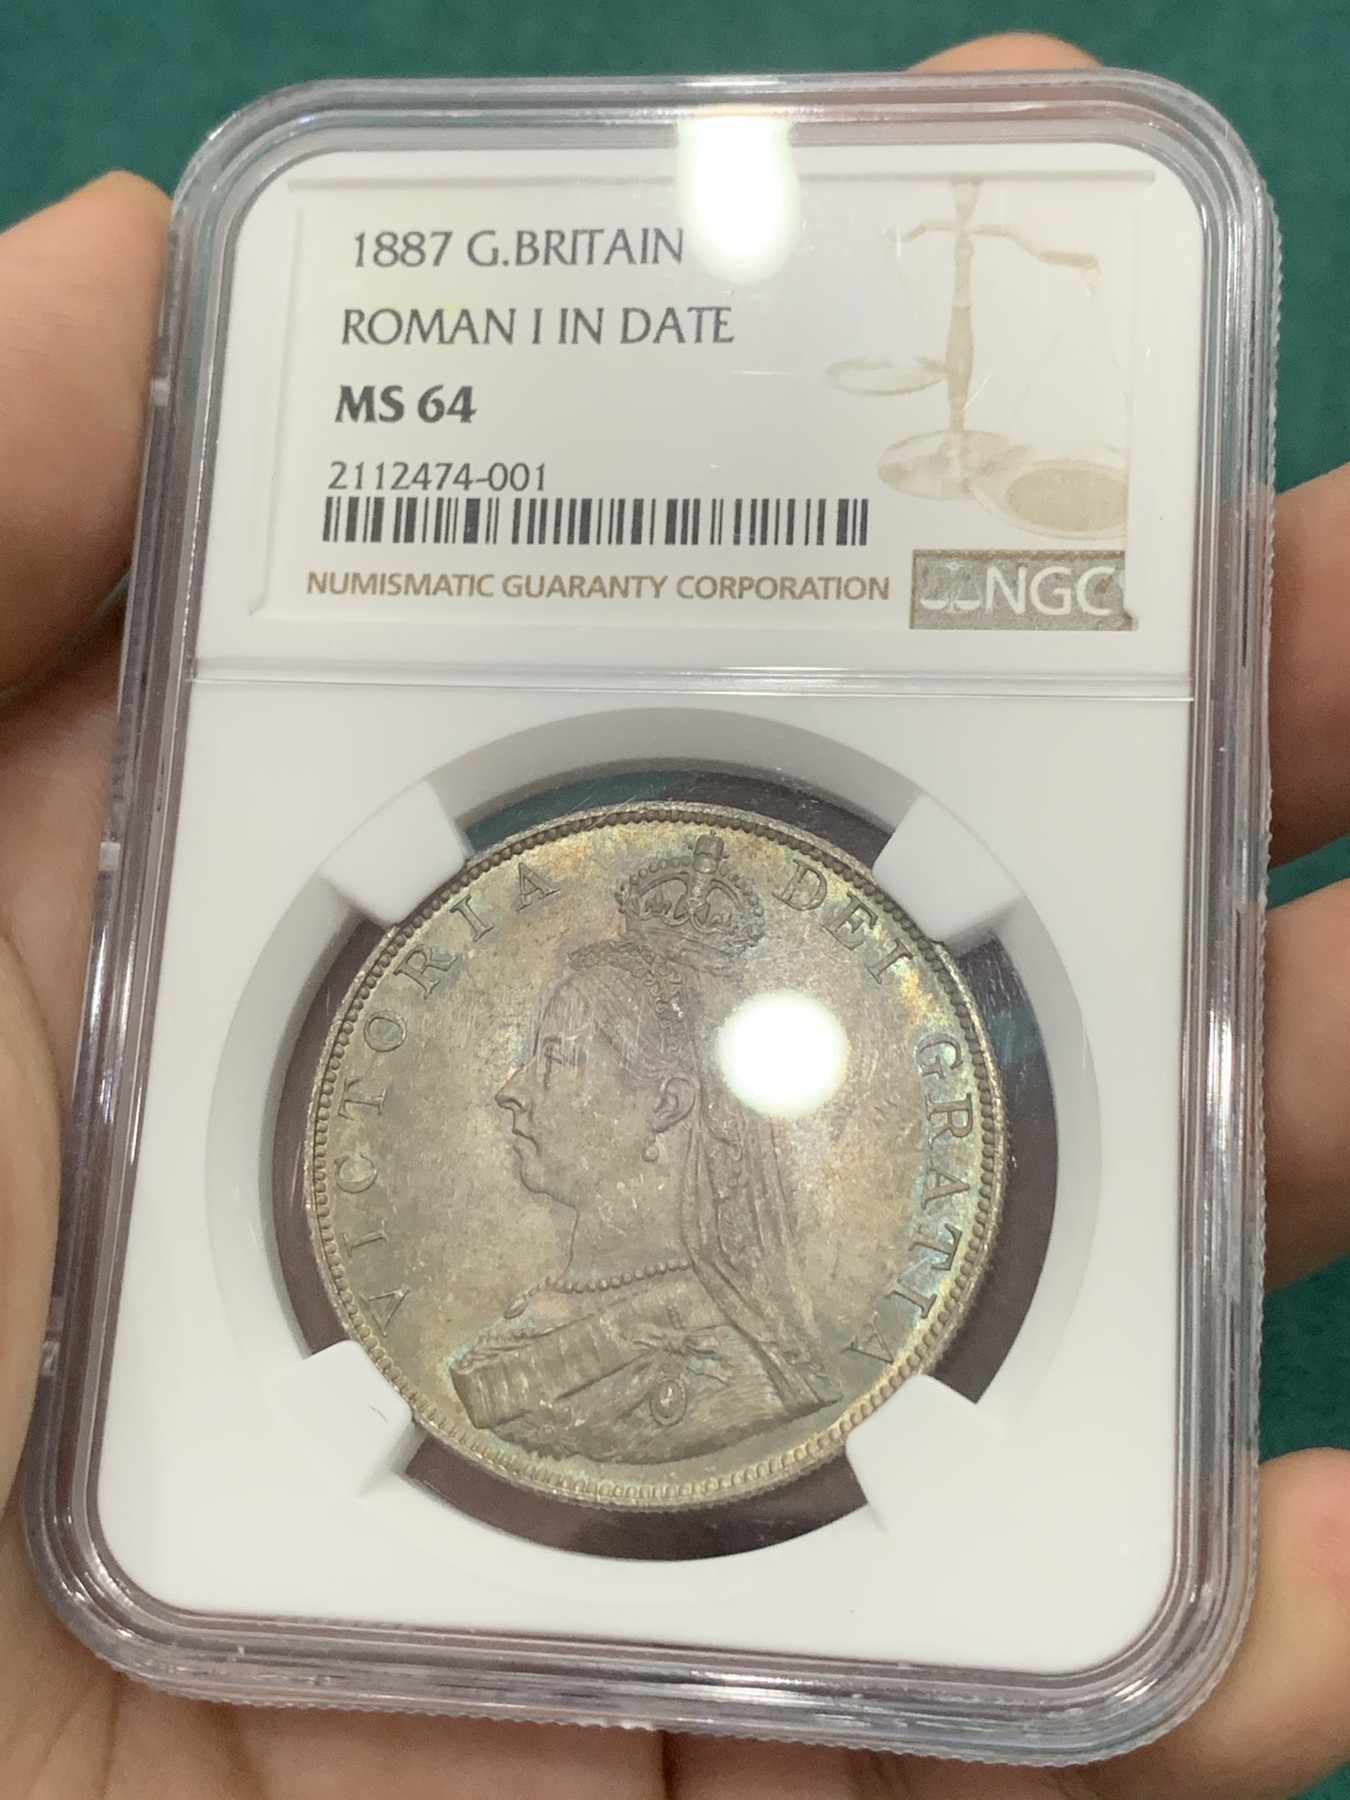 1887 G.BRITAIN
ROMAN I IN DATE
MS 64
2112474-001
NUMISMATIC GUARANTY CORPORATION
NGC
VICTORIA DEI GRATIA